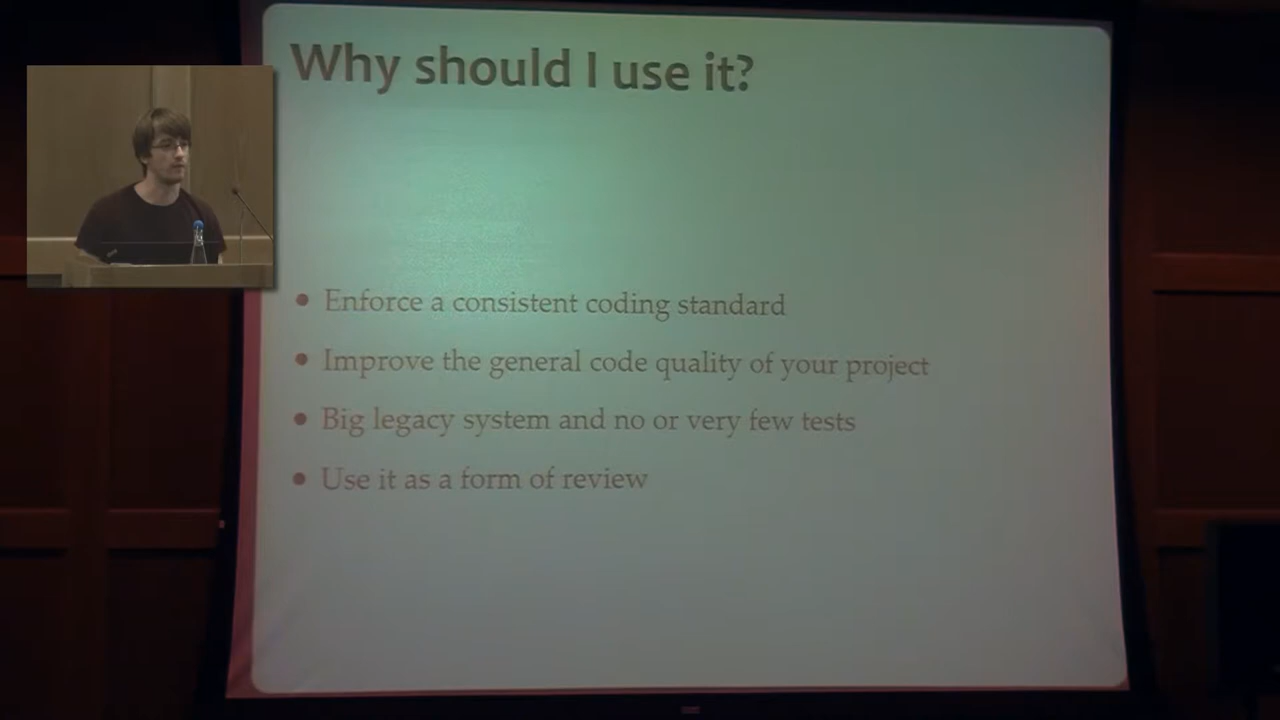 Why should I use it?
• Enforce a consistent coding standard
• Improve the general code quality of your project
• Big legacy system and no or very few tests
• Use it as a form of review